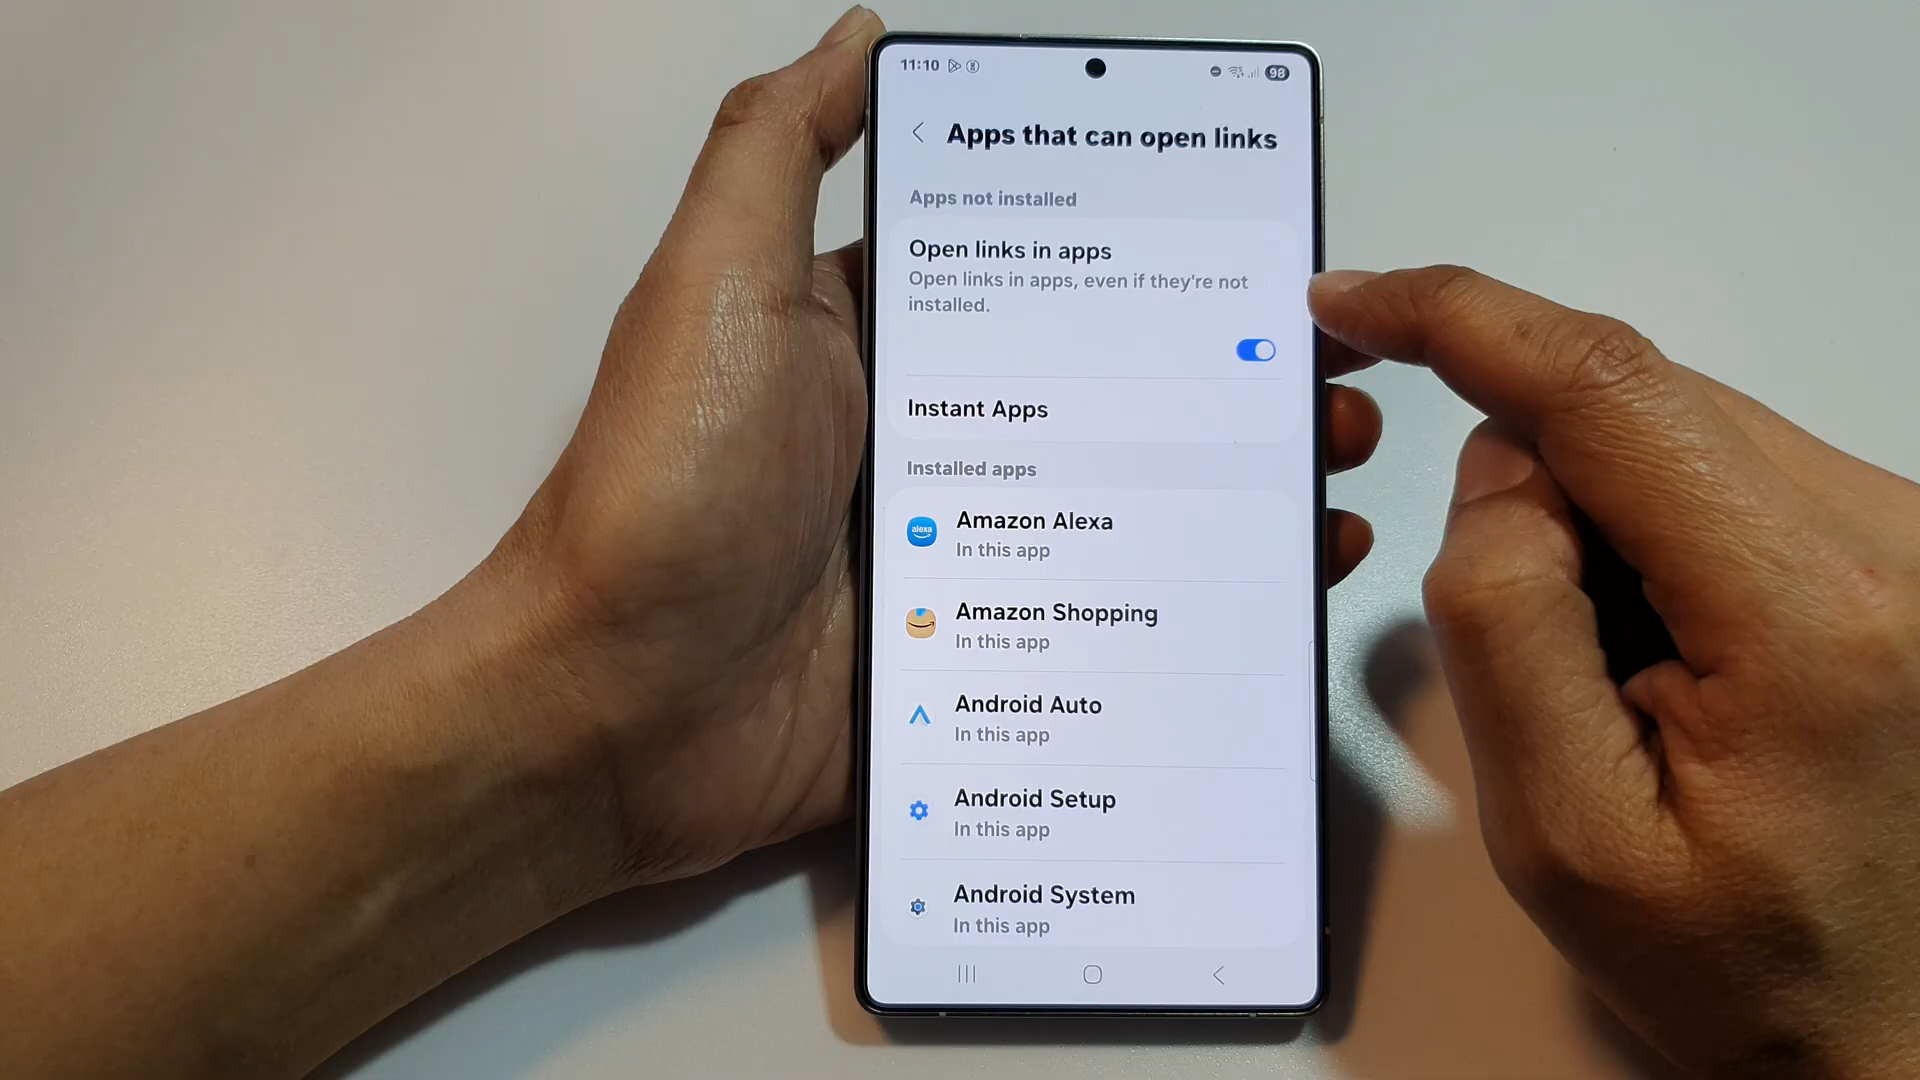 11:10
98
Apps that can open links
Apps not installed
Open links in apps
Open links in apps, even if they're not
installed.
Instant Apps
Installed apps
alexa
Amazon Alexa
In this app
Amazon Shopping
In this app
Android Auto
In this app
Android Setup
In this app
Android System
In this app